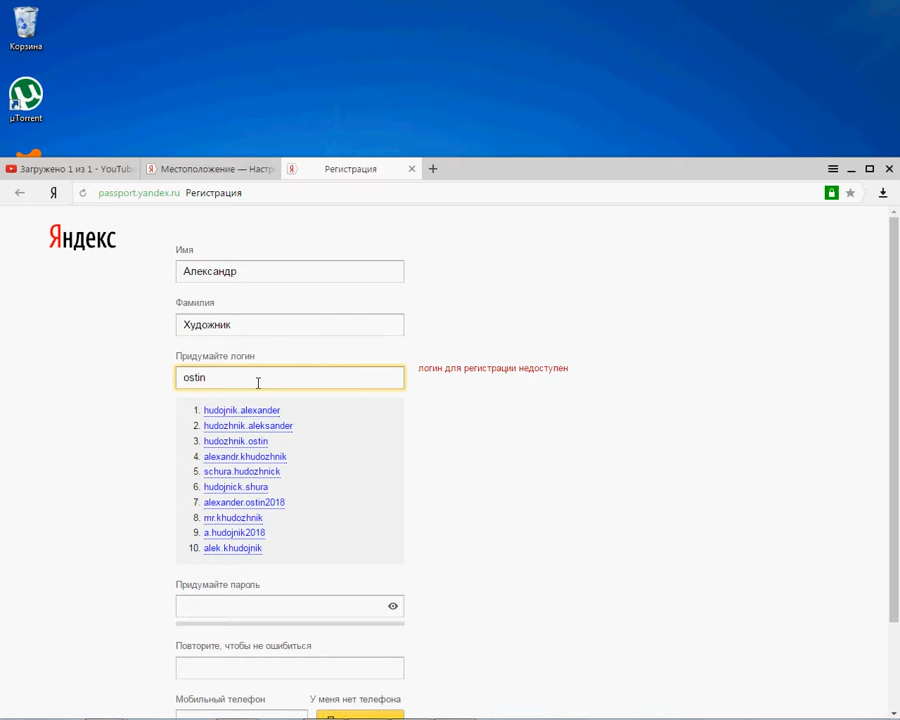 Корзина
μTorrent
Загружено 1 из 1 - YouTub
Местоположение — Настр
Регистрация
passport.yandex.ru Регистрация
Яндекс
Имя
Александр
Фамилия
Художник
Придумайте логин
ostin
логин для регистрации недоступен
1. hudojnik.alexander
2. hudozhnik.aleksander
3. hudozhnik.ostin
4. alexandr.khudozhnik
5. schura.hudozhnick
6. hudojnick.shura
7. alexander.ostin2018
8. mr.khudozhnik
9. a.hudojnik2018
10. alek.khudojnik
Придумайте пароль
Повторите, чтобы не ошибиться
Мобильный телефон
У меня нет телефона